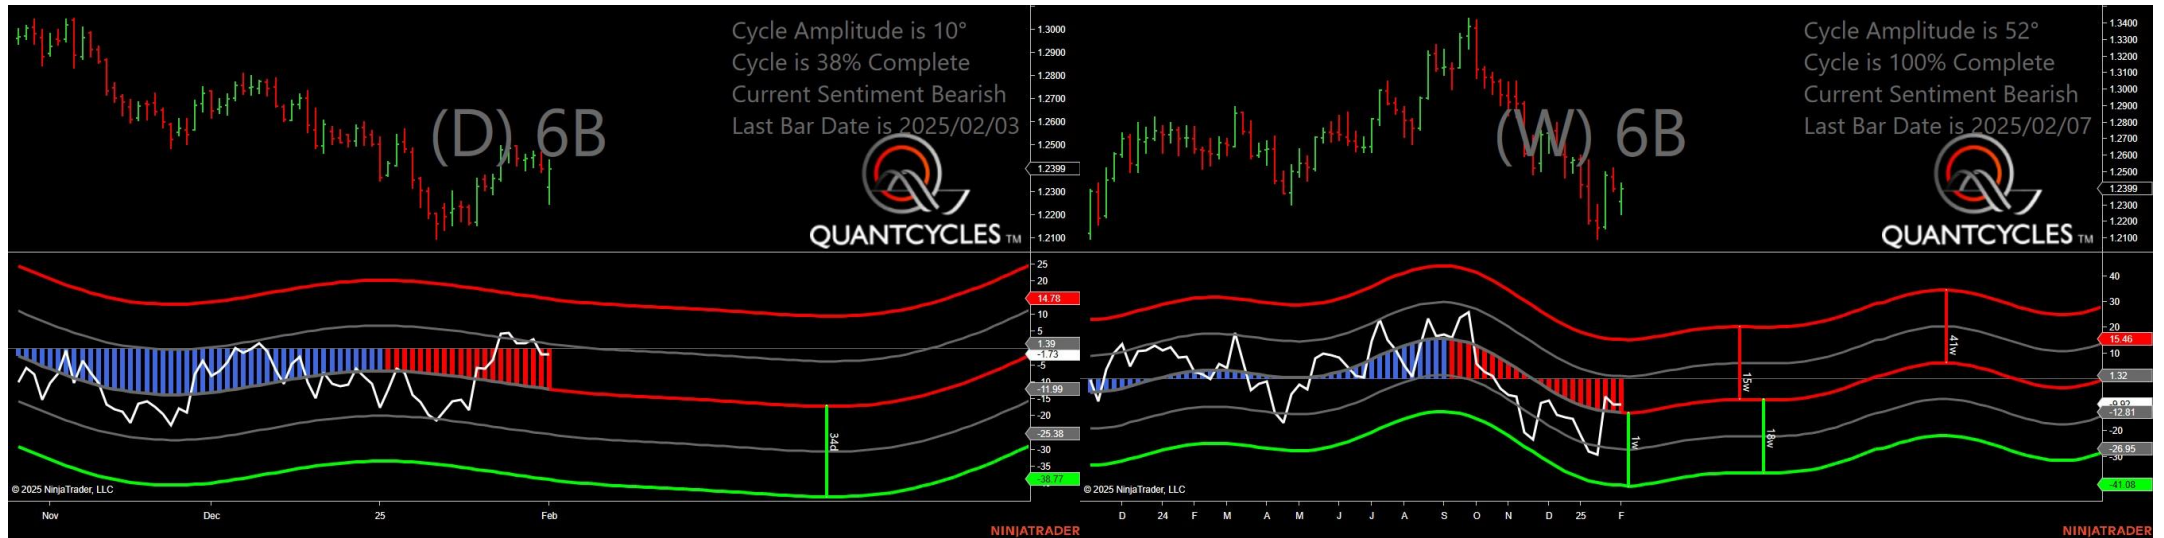 Cycle Amplitude is 10°
Cycle is 38% Complete
Current Sentiment Bearish
Last Bar Date is 2025/02/03
(D) 6B
QUANTCYCLES TM
1.3000
1.2900
1.2800
1.2700
1.2600
1.2500
1.2399
1.2300
1.2200
1.2100
25
20
14.78
10
5
1.39
-1.73
-5
-11.99
-15
-20
-25.38
-30
-35
-38.77
34d
© 2025 NinjaTrader, LLC
Nov Dec 25 Feb
NINJATRADER
Cycle Amplitude is 52°
Cycle is 100% Complete
Current Sentiment Bearish
Last Bar Date is 2025/02/07
(W) 6B
QUANTCYCLES TM
1.3400
1.3300
1.3200
1.3100
1.3000
1.2900
1.2800
1.2700
1.2600
1.2500
1.2399
1.2300
1.2200
1.2100
40
30
20
15.46
10
1.32
-9.92
-12.81
-20
-26.95
-30
-41.08
1w
15w
18w
41w
© 2025 NinjaTrader, LLC
D 24 F M A M J J A S O N D 25 F
NINJATRADER